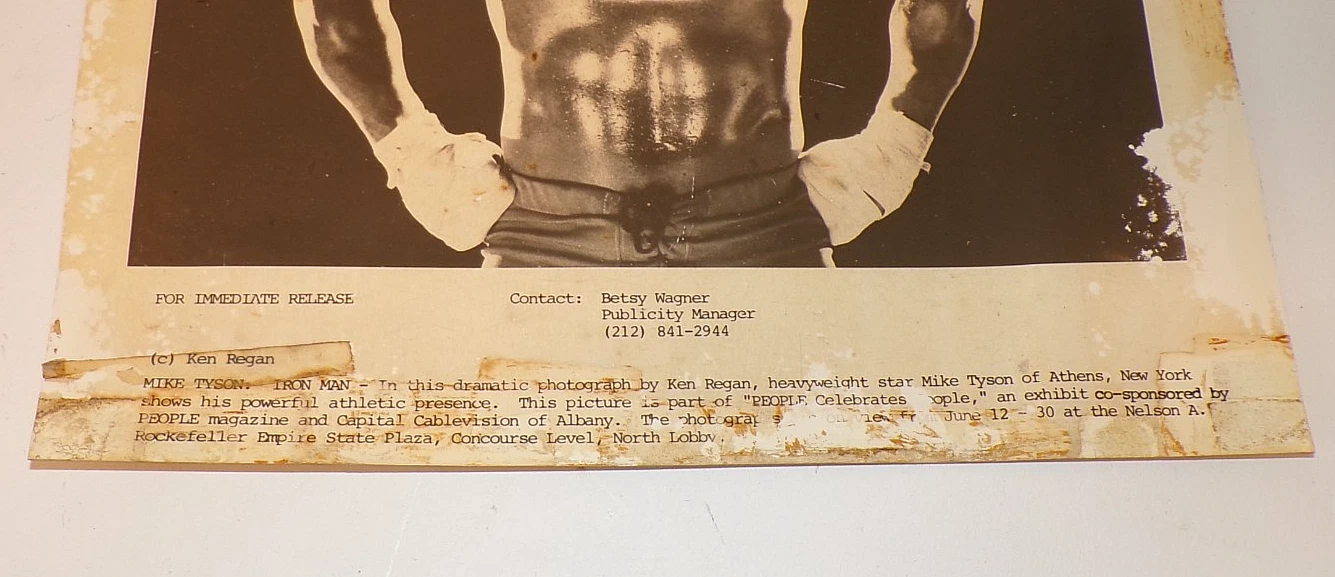 FOR IMMEDIATE RELEASE
Contact: Betsy Wagner
Publicity Manager
(212) 841-2944
(c) Ken Regan
MIKE TYSON. IRON MAN - In this dramatic photograph by Ken Regan, heavyweight star Mike Tyson of Athens, New York
shows his powerful athletic presence. This picture is part of "PEOPLE Celebrates ople," an exhibit co-sponsored by
PEOPLE magazine and Capital Cablevision of Albany. The photograp s June 12 - 30 at the Nelson A.
Rockefeller Empire State Plaza, Concourse Level, North Lobby.